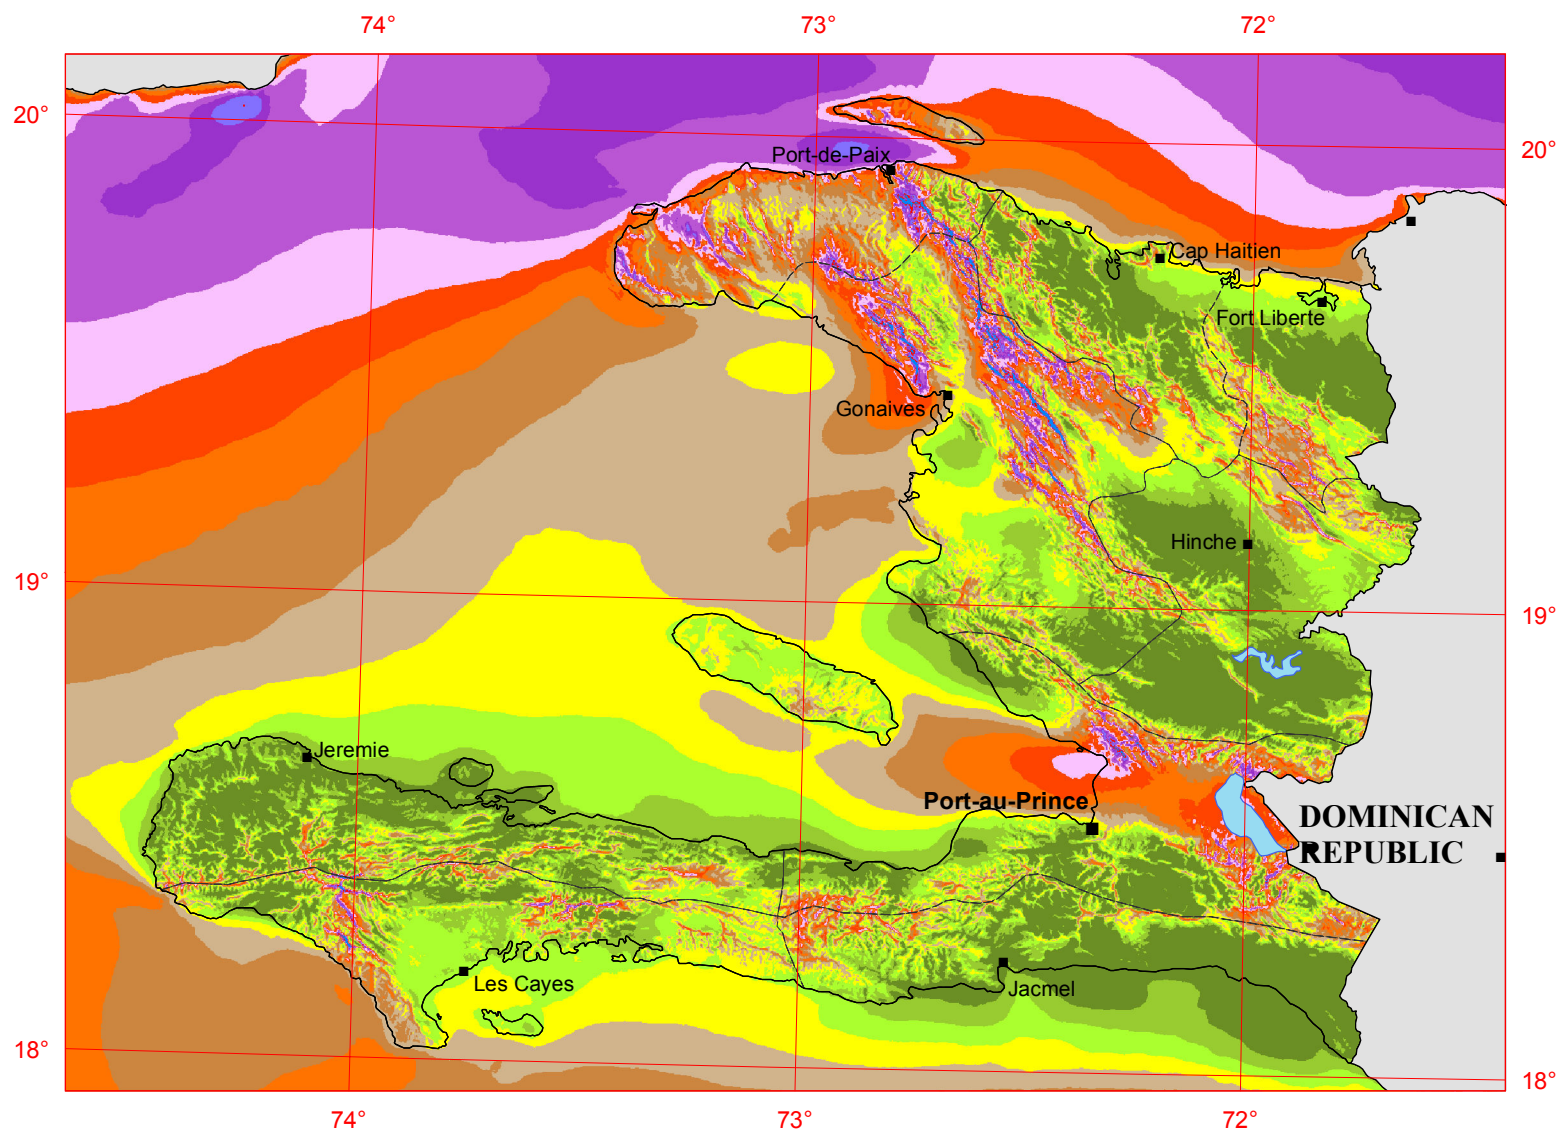 74°
73°
72°
20°
20°
Port-de-Paix
Cap Haitien
Fort Liberte
Gonaives
Hinche
19°
19°
Jeremie
Port-au-Prince
DOMINICAN
REPUBLIC
Les Cayes
Jacmel
18°
18°
74°
73°
72°